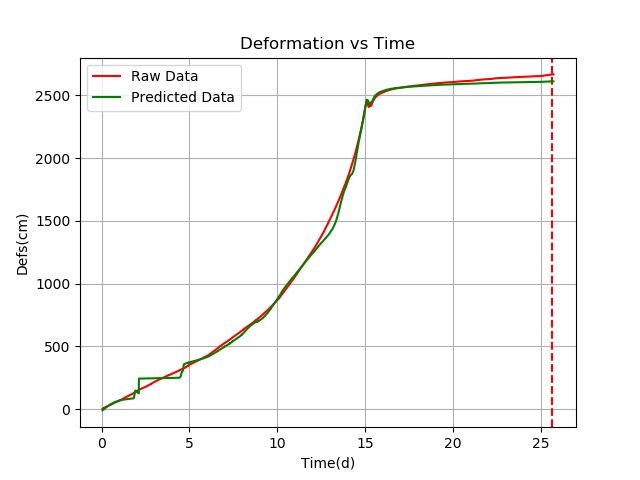 Deformation vs Time
Raw Data
Predicted Data
Defs(cm)
2500
2000
1500
1000
500
0
0 5 10 15 20 25
Time(d)